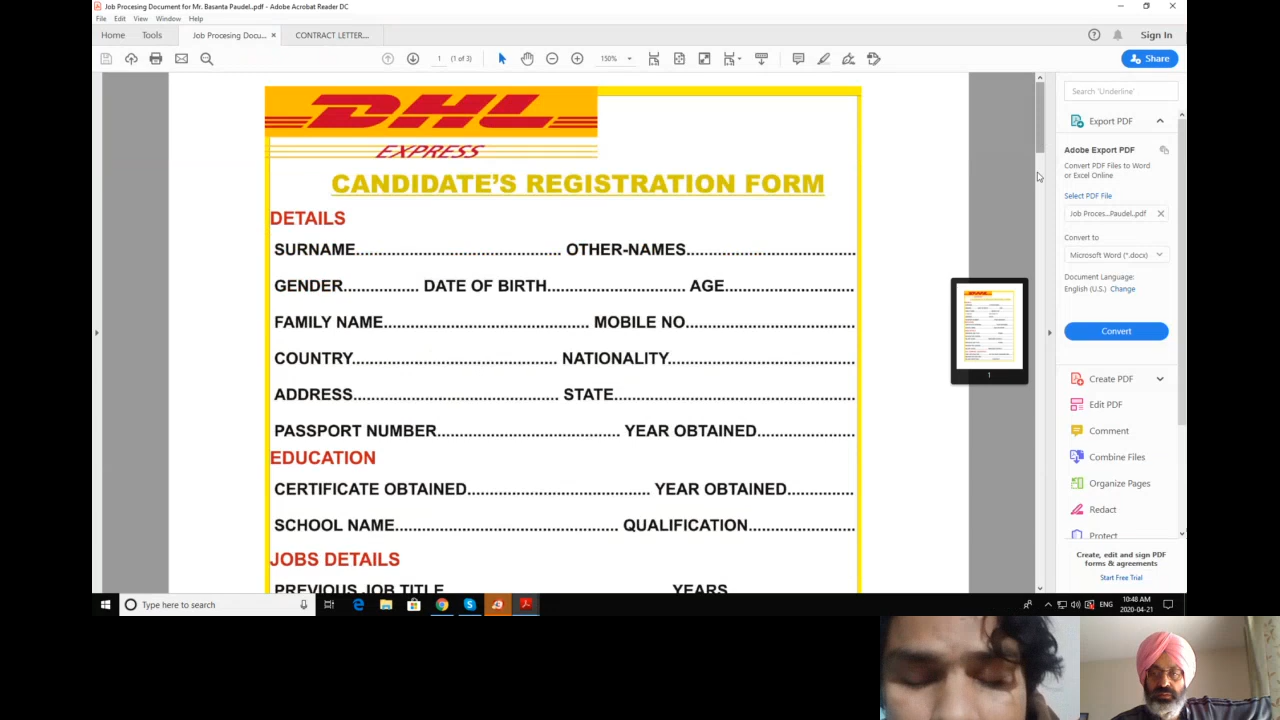 Job Procesing Document for Mr. Basanta Paudel..pdf - Adobe Acrobat Reader DC
File Edit View Window Help
Home Tools Job Procesing Docu... × CONTRACT LETTER... Sign In
1 (1 of 3) 150% Share
DHL
EXPRESS
CANDIDATE'S REGISTRATION FORM
DETAILS
SURNAME.......................................... OTHER-NAMES..................................
GENDER............... DATE OF BIRTH............................ AGE..........................
FAMILY NAME.......................................... MOBILE NO..................................
COUNTRY.......................................... NATIONALITY.....................................
ADDRESS.......................................... STATE.................................................
PASSPORT NUMBER..................................... YEAR OBTAINED....................
EDUCATION
CERTIFICATE OBTAINED..................................... YEAR OBTAINED.............
SCHOOL NAME............................................. QUALIFICATION......................
JOBS DETAILS
PREVIOUS JOB TITLE YEARS
1
Search 'Underline'
Export PDF
Adobe Export PDF
Convert PDF Files to Word
or Excel Online
Select PDF File
Job Proces...Paudel..pdf ×
Convert to
Microsoft Word (*.docx)
Document Language:
English (U.S.) Change
Convert
Create PDF
Edit PDF
Comment
Combine Files
Organize Pages
Redact
Protect
Create, edit and sign PDF
forms & agreements
Start Free Trial
Type here to search
ENG
10:48 AM
2020-04-21